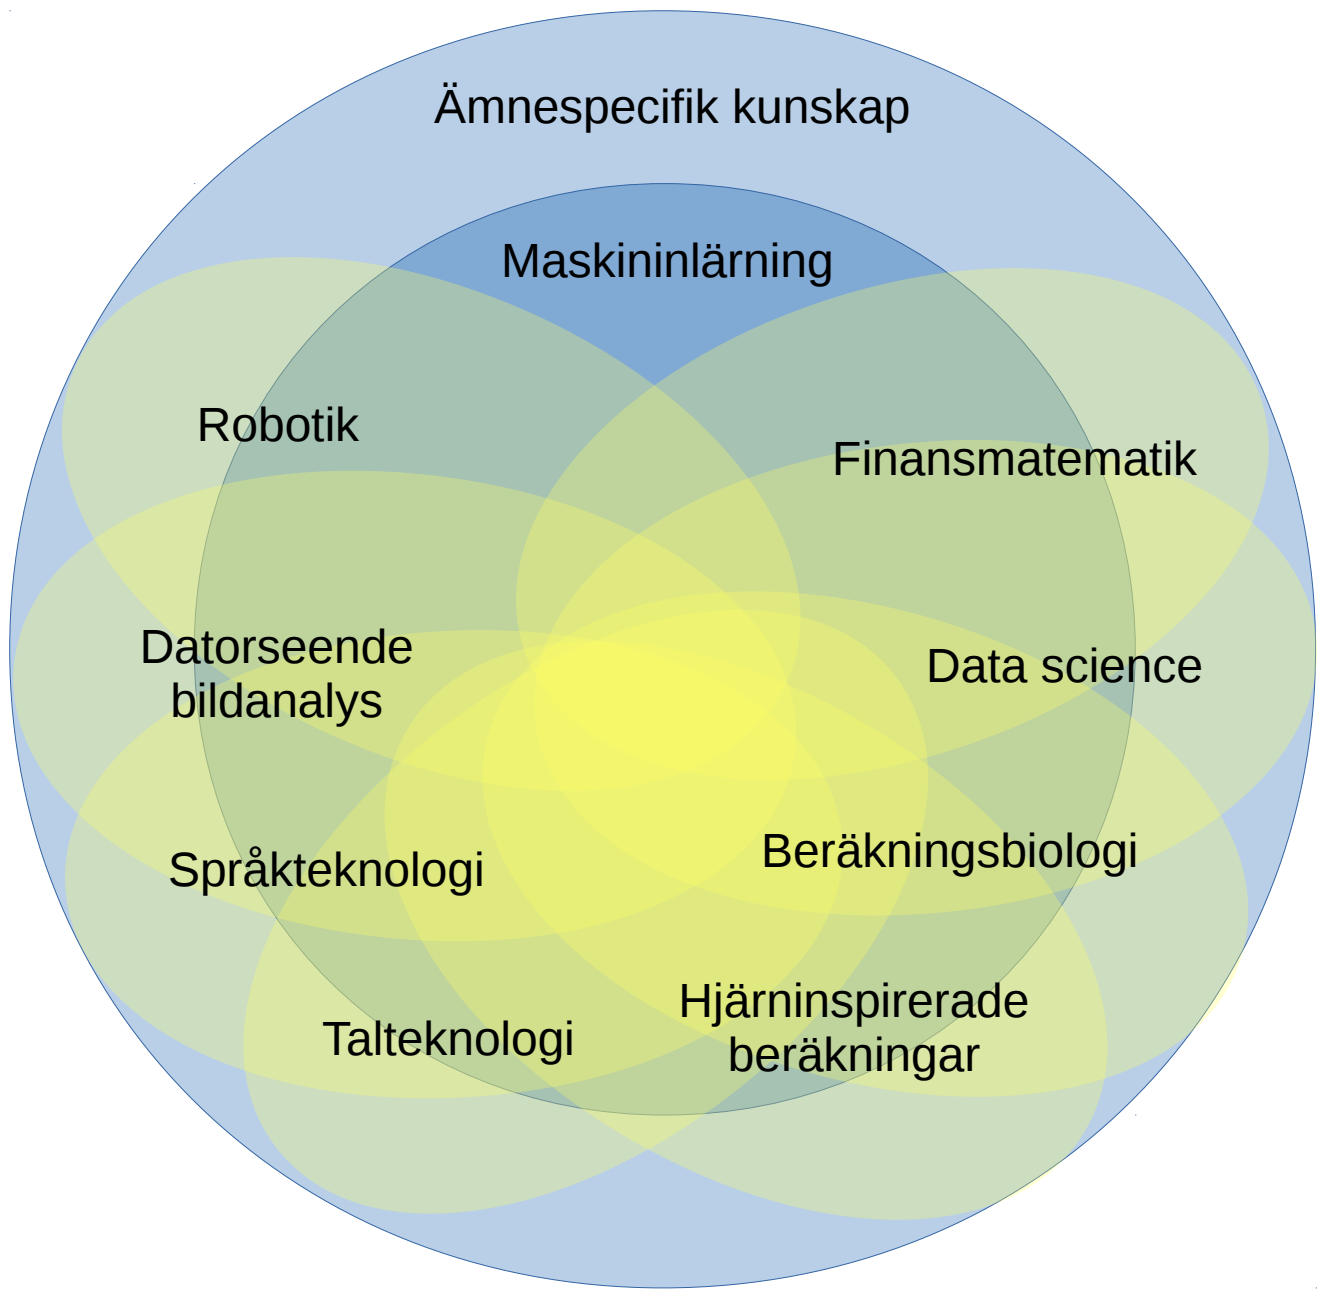 Ämnespecifik kunskap
Maskininlärning
Robotik
Finansmatematik
Datorseende
bildanalys
Data science
Språkteknologi
Beräkningsbiologi
Talteknologi
Hjärninspirerade
beräkningar